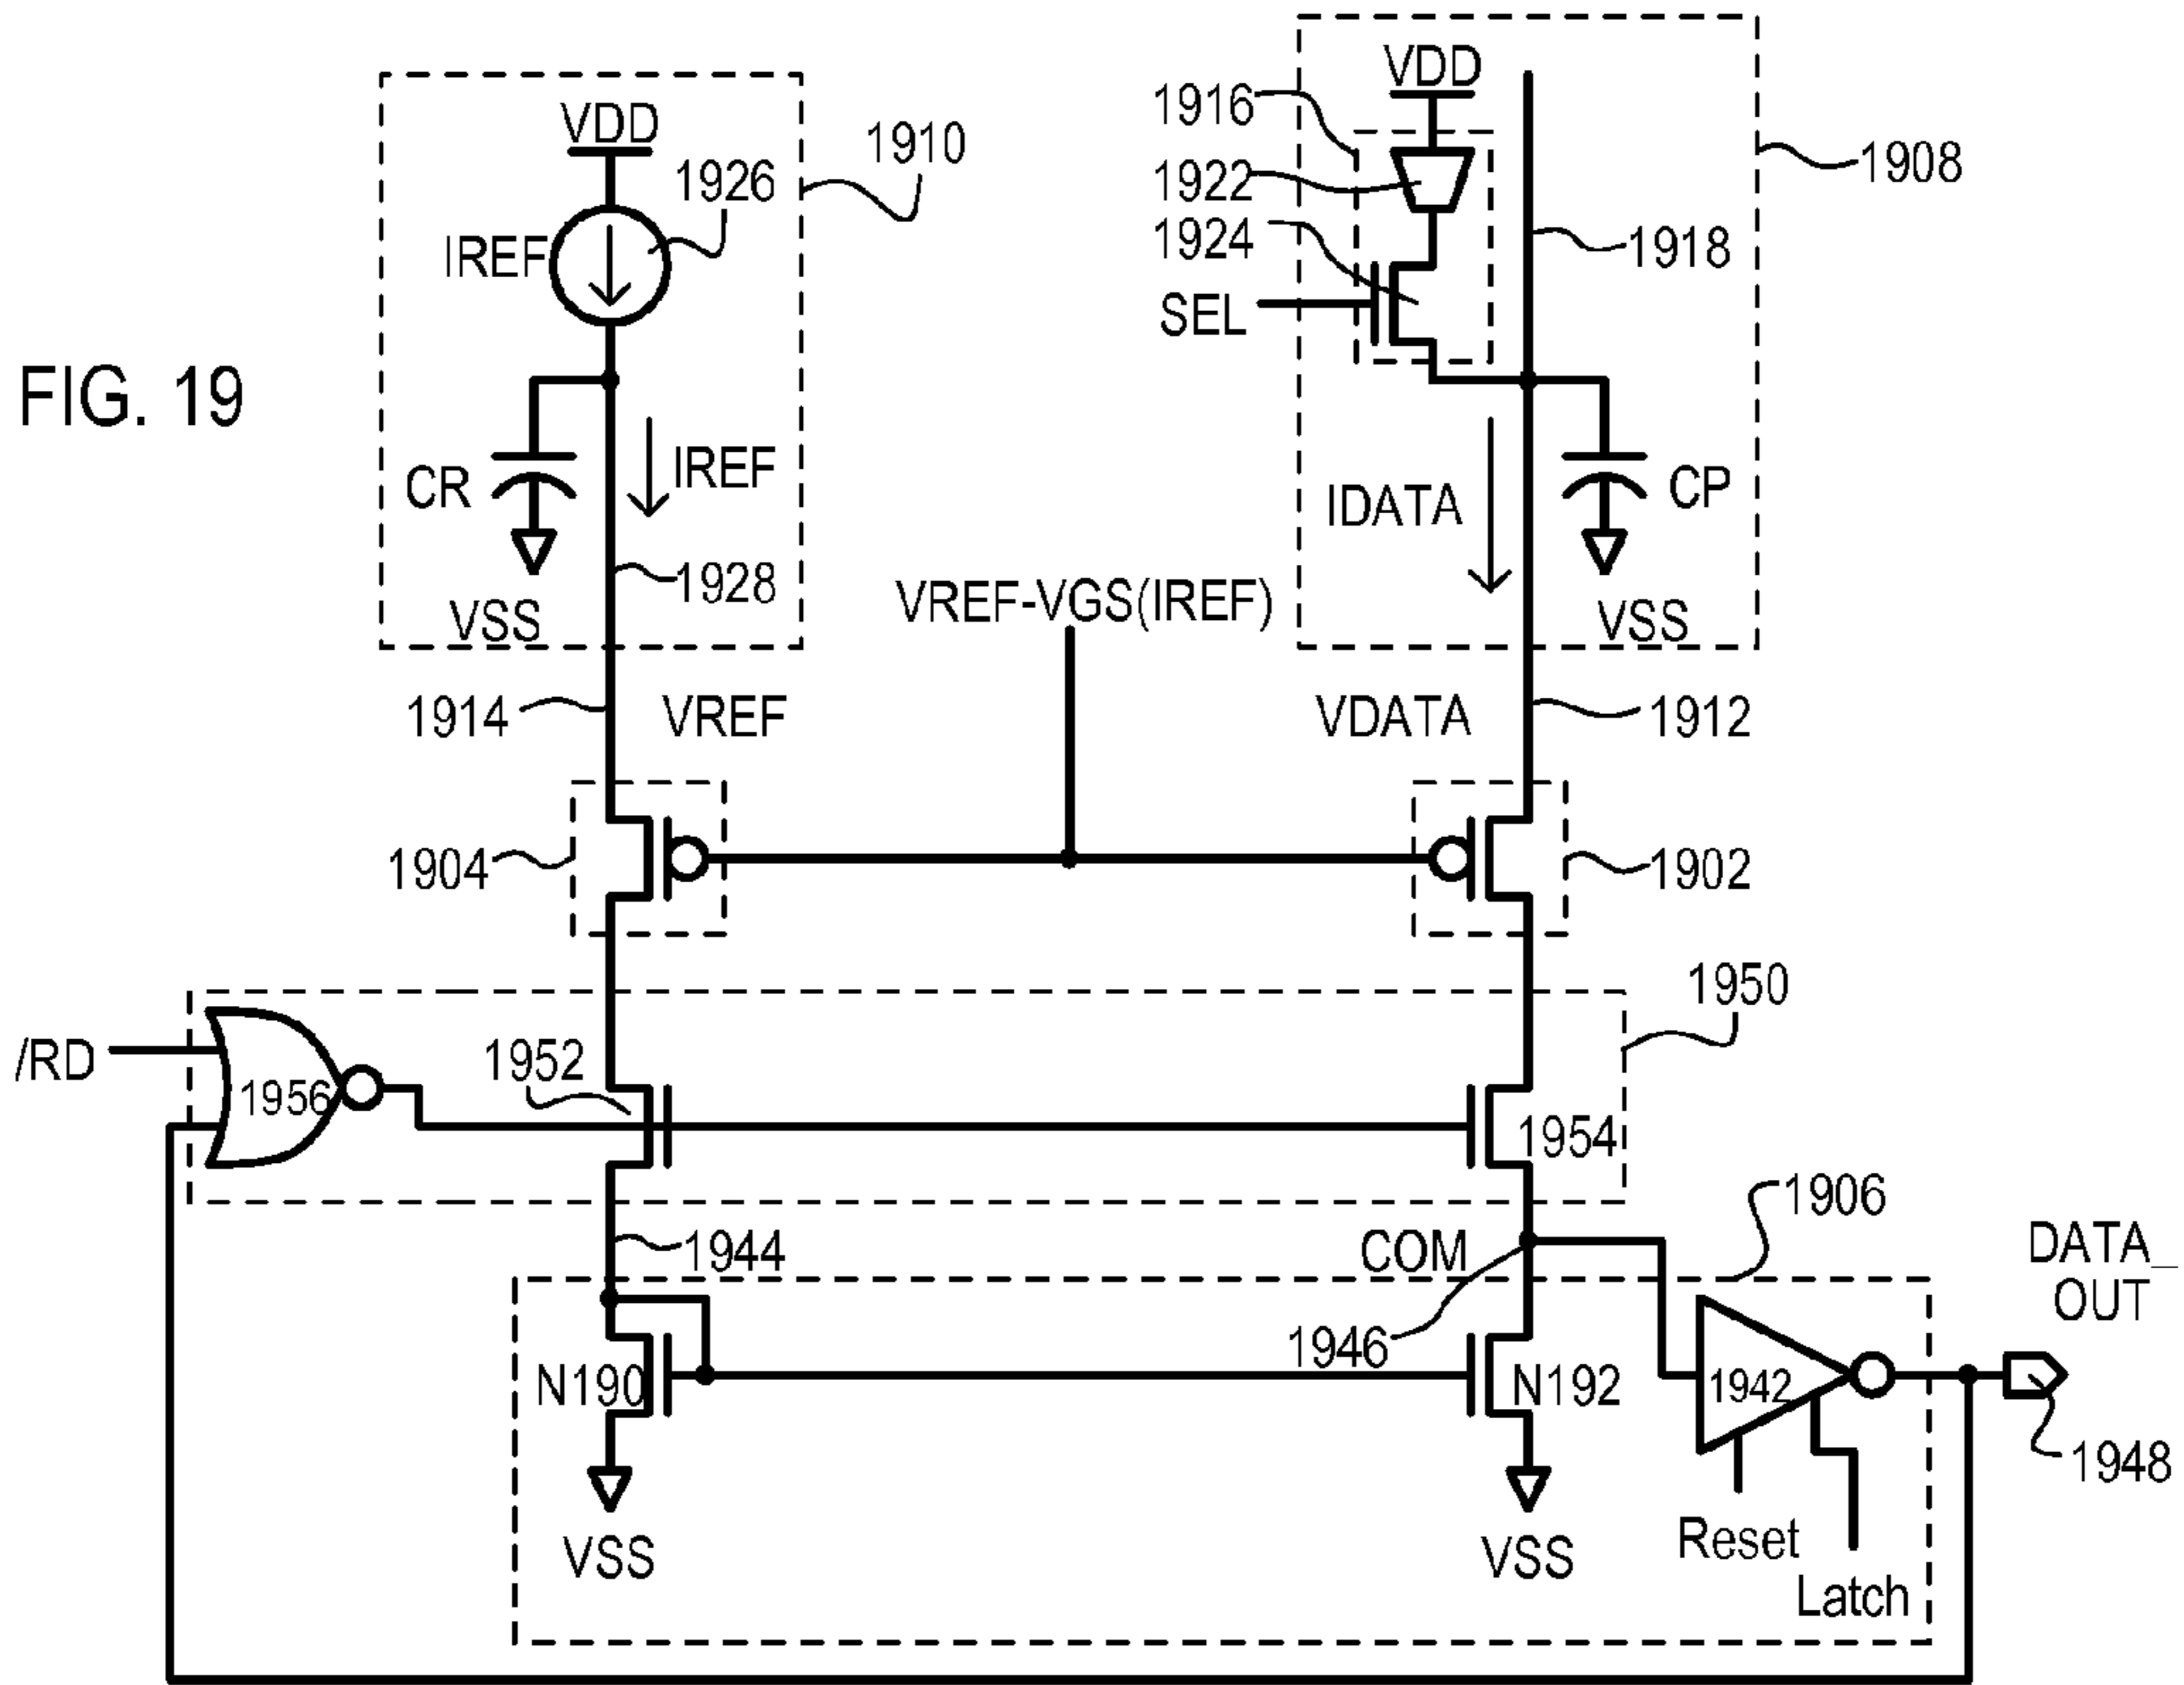 FIG. 19
VDD
1926
1910
IREF
CR
IREF
1928
VSS
1914
VREF
1904
VDD
1916
1922
1924
SEL
1908
1918
IDATA
CP
VSS
VREF-VGS(IREF)
VDATA
1912
1902
1950
/RD
1956
1952
1954
1944
COM
1906
DATA_
OUT
1946
N190
N192
1942
1948
VSS
VSS
Reset
Latch